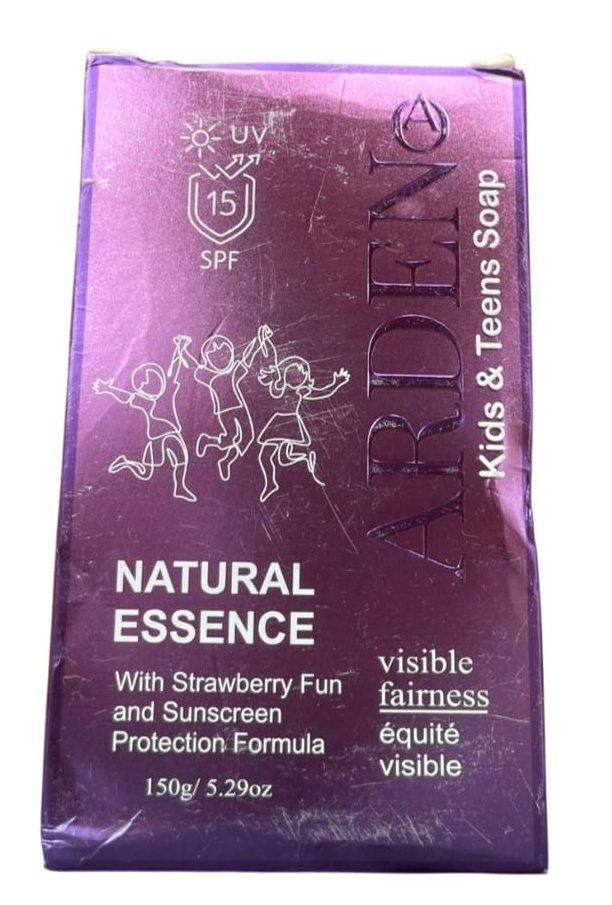 UV
15
SPF
ARDEN
A
Kids & Teens Soap
NATURAL
ESSENCE
With Strawberry Fun
and Sunscreen
Protection Formula
150g/ 5.29oz
visible
fairness
équité
visible